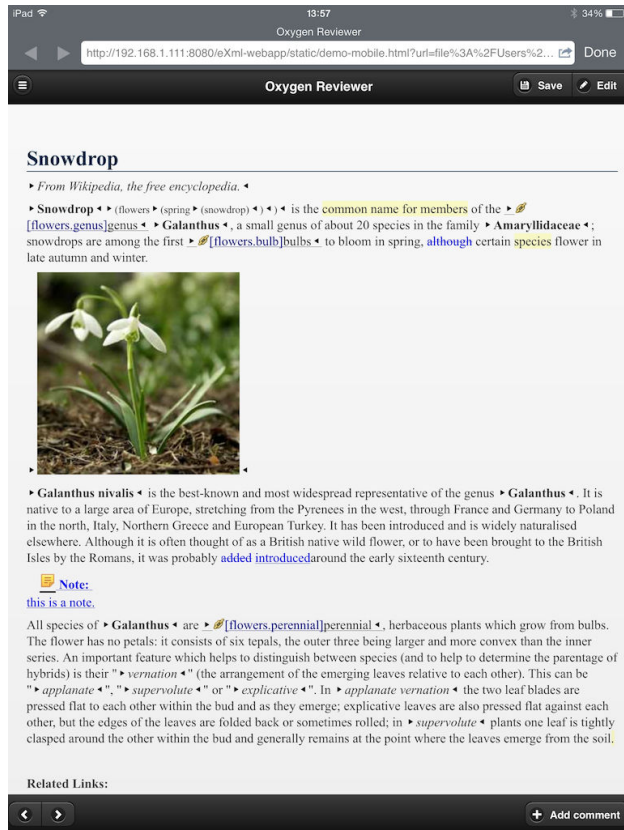 iPad 13:57 34%
Oxygen Reviewer
http://192.168.1.111:8080/eXml-webapp/static/demo-mobile.html?url=file%3A%2FUsers%2... Done
Oxygen Reviewer Save Edit
Snowdrop
From Wikipedia, the free encyclopedia.
Snowdrop (flowers (spring (snowdrop) ) ) is the common name for members of the
[flowers.genus]genus Galanthus, a small genus of about 20 species in the family Amaryllidaceae;
snowdrops are among the first [flowers.bulb]bulbs to bloom in spring, although certain species flower in
late autumn and winter.
Galanthus nivalis is the best-known and most widespread representative of the genus Galanthus. It is
native to a large area of Europe, stretching from the Pyrenees in the west, through France and Germany to Poland
in the north, Italy, Northern Greece and European Turkey. It has been introduced and is widely naturalised
elsewhere. Although it is often thought of as a British native wild flower, or to have been brought to the British
Isles by the Romans, it was probably added introducedaround the early sixteenth century.
Note:
this is a note.
All species of Galanthus are [flowers.perennial]perennial, herbaceous plants which grow from bulbs.
The flower has no petals: it consists of six tepals, the outer three being larger and more convex than the inner
series. An important feature which helps to distinguish between species (and to help to determine the parentage of
hybrids) is their "vernation" (the arrangement of the emerging leaves relative to each other). This can be
"applanate", "supervolute" or "explicative". In applanate vernation the two leaf blades are
pressed flat to each other within the bud and as they emerge; explicative leaves are also pressed flat against each
other, but the edges of the leaves are folded back or sometimes rolled; in supervolute plants one leaf is tightly
clasped around the other within the bud and generally remains at the point where the leaves emerge from the soil.
Related Links:
Add comment